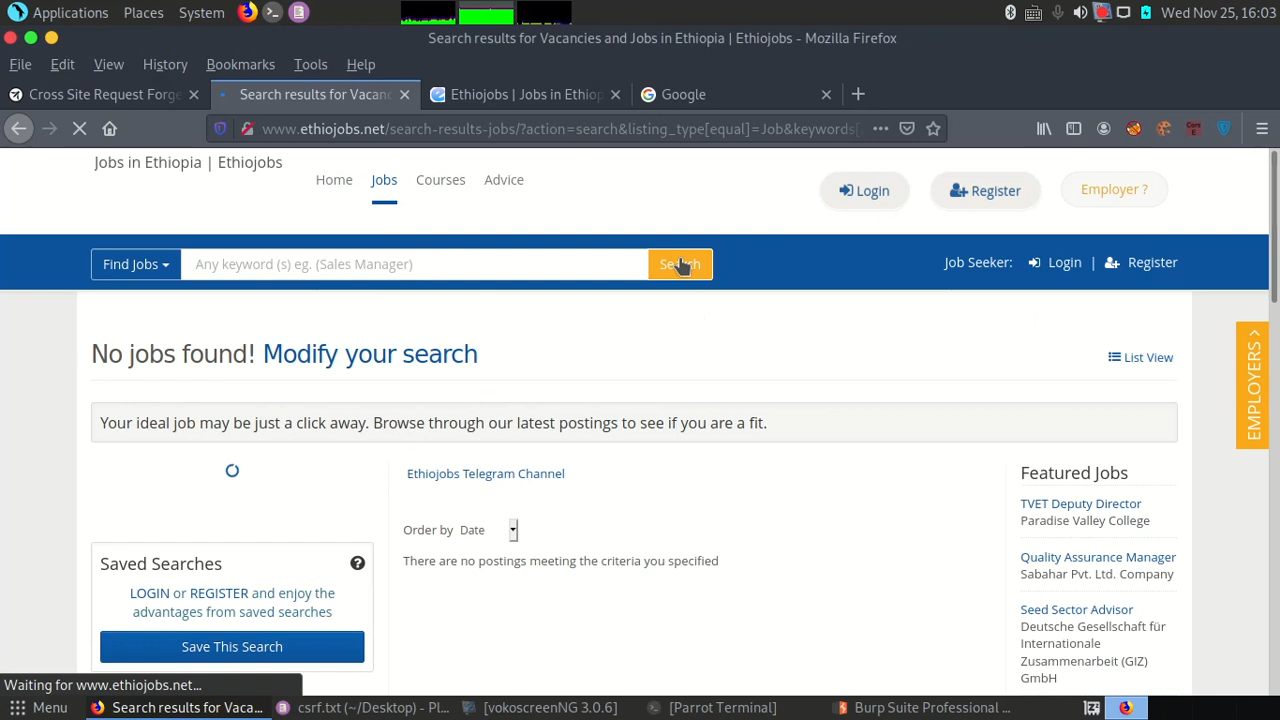 Applications Places System Wed Nov 25, 16:03
Search results for Vacancies and Jobs in Ethiopia | Ethiojobs - Mozilla Firefox
File Edit View History Bookmarks Tools Help
Cross Site Request Forge Search results for Vacanc Ethiojobs | Jobs in Ethiop Google
www.ethiojobs.net/search-results-jobs/?action=search&listing_type[equal]=Job&keywords[
Jobs in Ethiopia | Ethiojobs
Home Jobs Courses Advice Login Register Employer ?
Find Jobs Any keyword (s) eg. (Sales Manager) Search Job Seeker: Login | Register
No jobs found! Modify your search List View
EMPLOYERS >
Your ideal job may be just a click away. Browse through our latest postings to see if you are a fit.
Ethiojobs Telegram Channel
Order by Date
There are no postings meeting the criteria you specified
Saved Searches
LOGIN or REGISTER and enjoy the
advantages from saved searches
Save This Search
Featured Jobs
TVET Deputy Director
Paradise Valley College
Quality Assurance Manager
Sabahar Pvt. Ltd. Company
Seed Sector Advisor
Deutsche Gesellschaft für
Internationale
Zusammenarbeit (GIZ)
GmbH
Waiting for www.ethiojobs.net...
Menu Search results for Vaca... csrf.txt (~/Desktop) - Pl... [vokoscreenNG 3.0.6] [Parrot Terminal] Burp Suite Professional ...